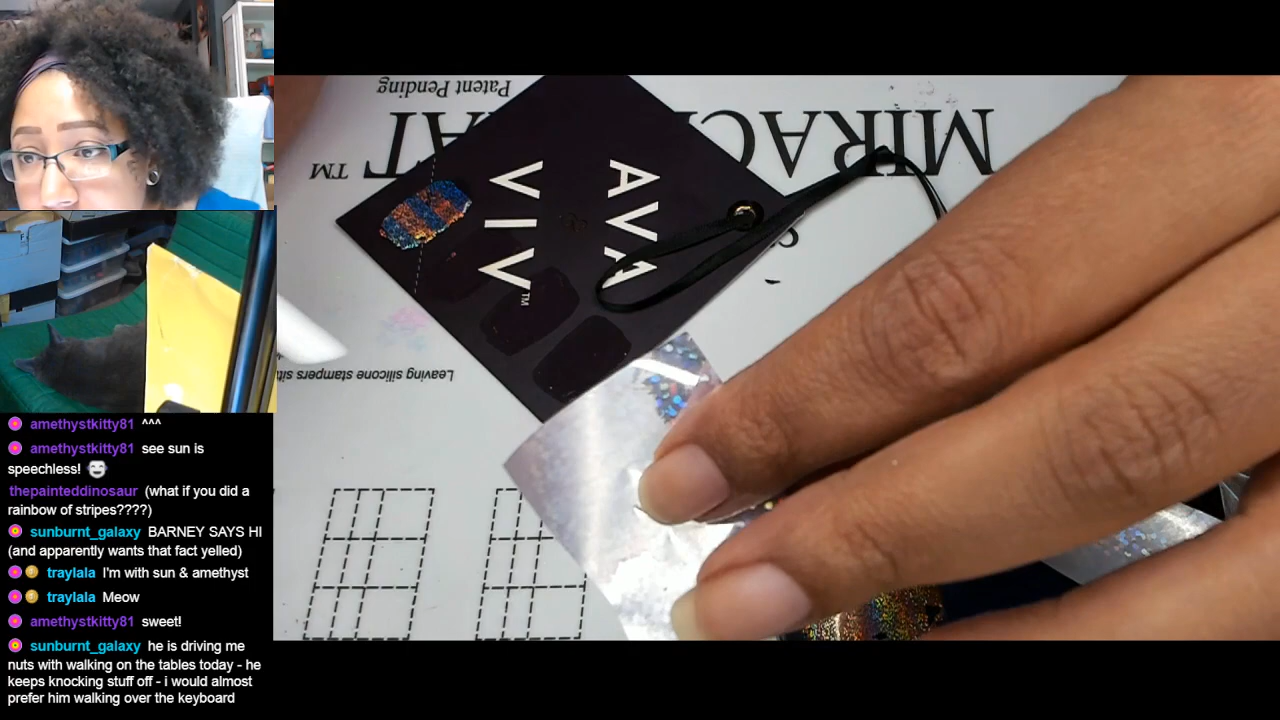 amethystkitty81 ^^^
amethystkitty81 see sun is
speechless!
thepainteddinosaur (what if you did a
rainbow of stripes????)
sunburnt_galaxy BARNEY SAYS HI
(and apparently wants that fact yelled)
traylala I'm with sun & amethyst
traylala Meow
amethystkitty81 sweet!
sunburnt_galaxy he is driving me
nuts with walking on the tables today - he
keeps knocking stuff off - i would almost
prefer him walking over the keyboard
Patent Pending
MIRAC
AT TM
AVA
VIV TM
Leaving silicone stampers